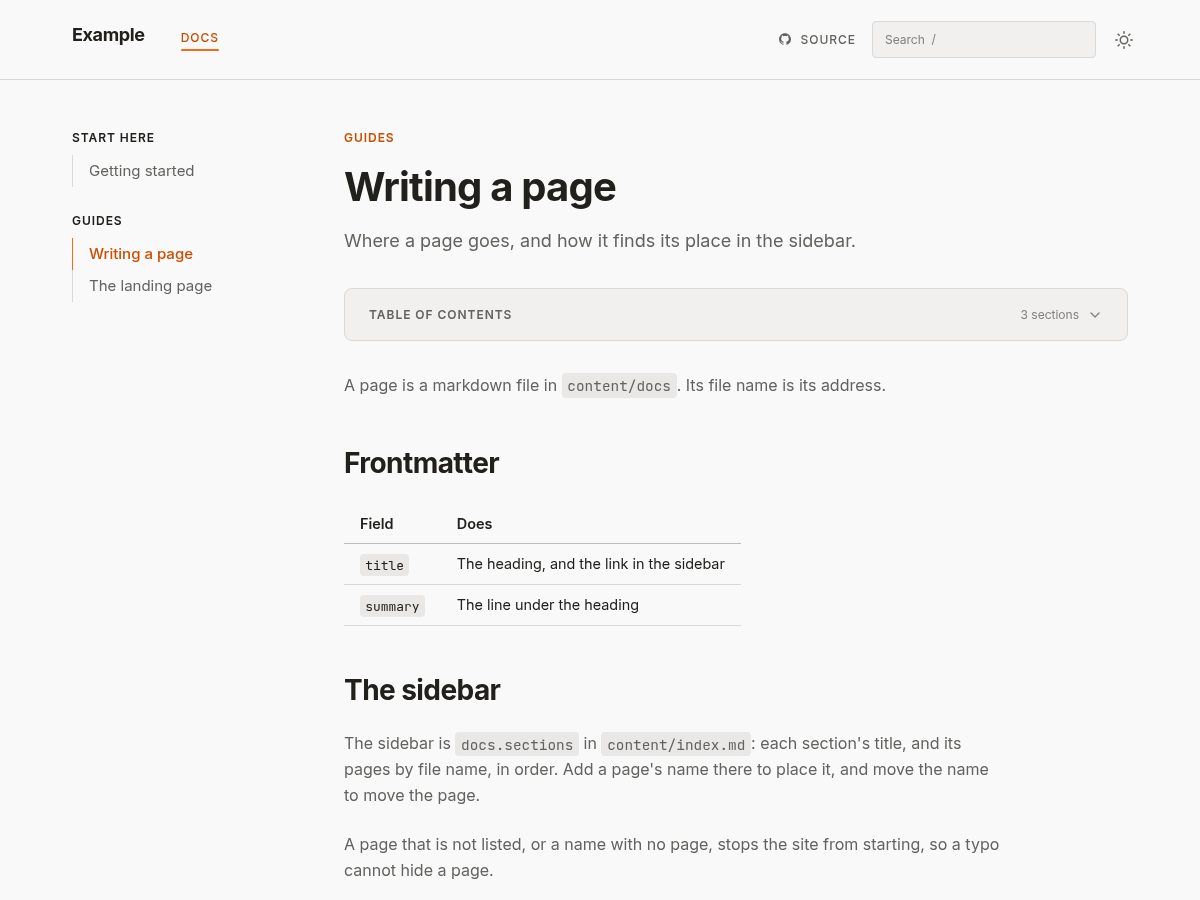 Example
DOCS
SOURCE
Search /
START HERE
Getting started
GUIDES
Writing a page
The landing page
GUIDES
Writing a page
Where a page goes, and how it finds its place in the sidebar.
TABLE OF CONTENTS
3 sections
A page is a markdown file in content/docs. Its file name is its address.
Frontmatter
Field Does
title The heading, and the link in the sidebar
summary The line under the heading
The sidebar
The sidebar is docs.sections in content/index.md: each section's title, and its
pages by file name, in order. Add a page's name there to place it, and move the name
to move the page.
A page that is not listed, or a name with no page, stops the site from starting, so a typo
cannot hide a page.